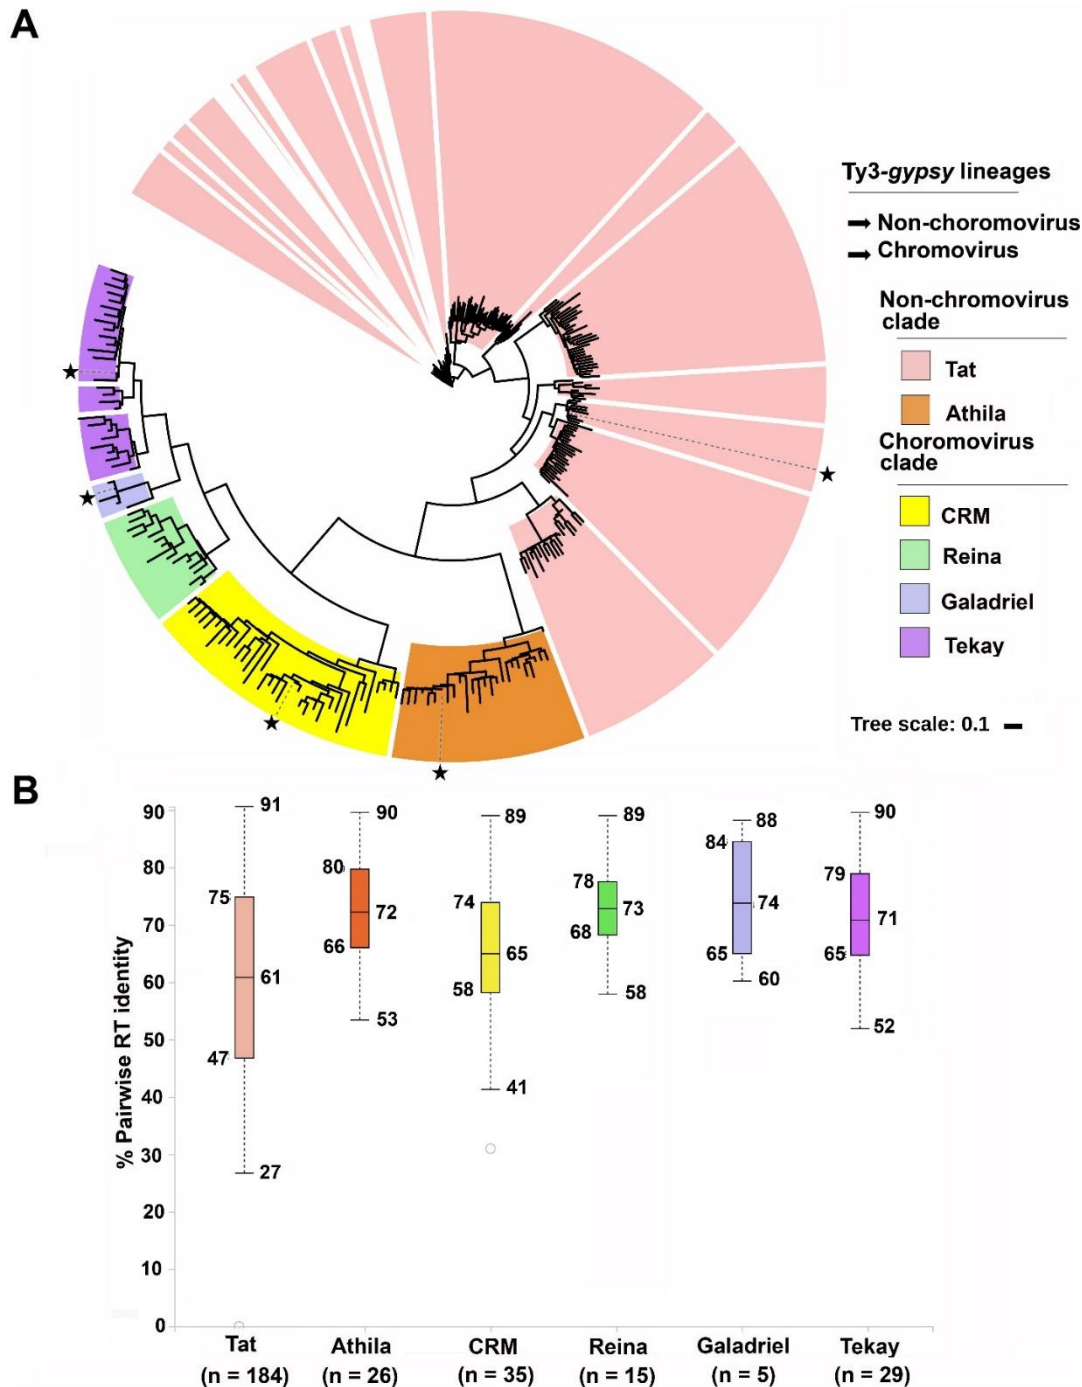 A
Ty3-gypsy lineages
Non-choromovirus
Chromovirus
Non-chromovirus
clade
Tat
Athila
Choromovirus
clade
CRM
Reina
Galadriel
Tekay
Tree scale: 0.1
B
% Pairwise RT identity
90
80
70
60
50
40
30
20
10
0
91
75
61
47
27
90
80
72
66
53
89
74
65
58
41
89
78
73
68
58
88
84
74
65
60
90
79
71
65
52
Tat Athila CRM Reina Galadriel Tekay
(n = 184) (n = 26) (n = 35) (n = 15) (n = 5) (n = 29)